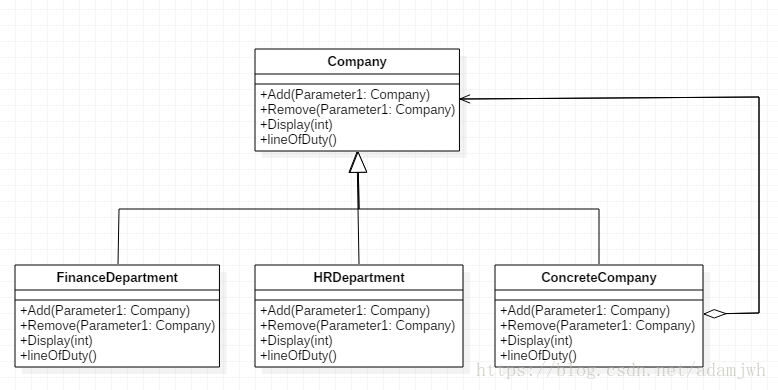 Company
+Add(Parameter1: Company)
+Remove(Parameter1: Company)
+Display(int)
+lineOfDuty()
FinanceDepartment
+Add(Parameter1: Company)
+Remove(Parameter1: Company)
+Display(int)
+lineOfDuty()
HRDepartment
+Add(Parameter1: Company)
+Remove(Parameter1: Company)
+Display(int)
+lineOfDuty()
ConcreteCompany
+Add(Parameter1: Company)
+Remove(Parameter1: Company)
+Display(int)
+lineOfDuty()
https://blog.csdn.net/adamjwh